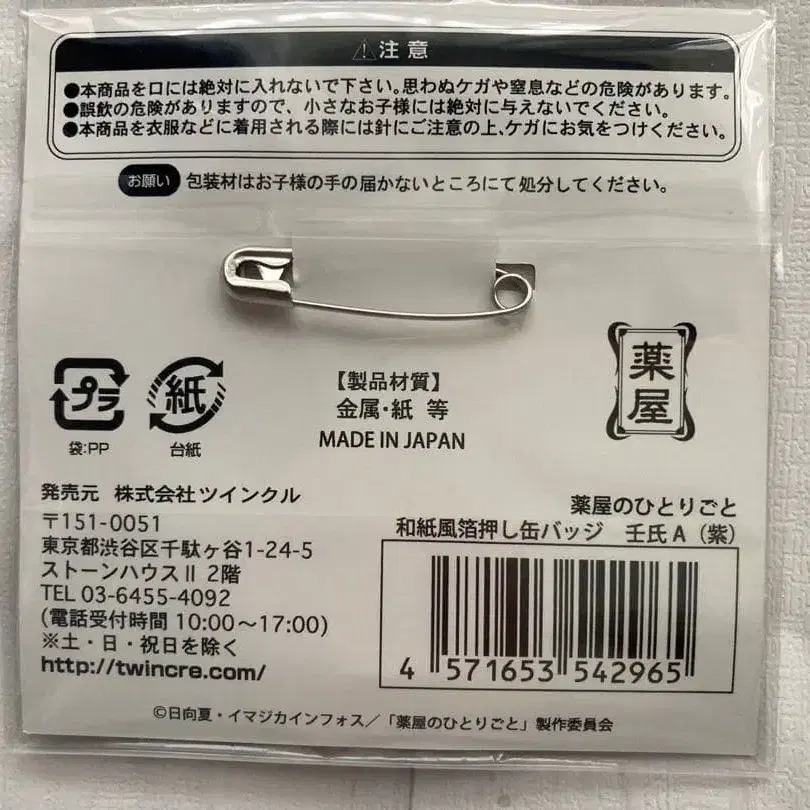 ⚠注意
●本商品を口には絶対に入れないで下さい。思わぬケガや窒息などの危険があります。
●誤飲の危険がありますので、小さなお子様には絶対に与えないでください。
●本商品を衣服などに着用される際には針にご注意の上、ケガにお気をつけください。
お願い 包装材はお子様の手の届かないところにて処分してください。
プラ
袋:PP
紙
台紙
【製品材質】
金属・紙 等
MADE IN JAPAN
薬屋
発売元 株式会社ツインクル
〒151-0051
東京都渋谷区千駄ヶ谷1-24-5
ストーンハウスⅡ 2階
TEL 03-6455-4092
(電話受付時間 10:00〜17:00)
※土・日・祝日を除く
http://twincre.com/
薬屋のひとりごと
和紙風箔押し缶バッジ 壬氏A(紫)
4 571653 542965
©日向夏・イマジカインフォス/「薬屋のひとりごと」製作委員会